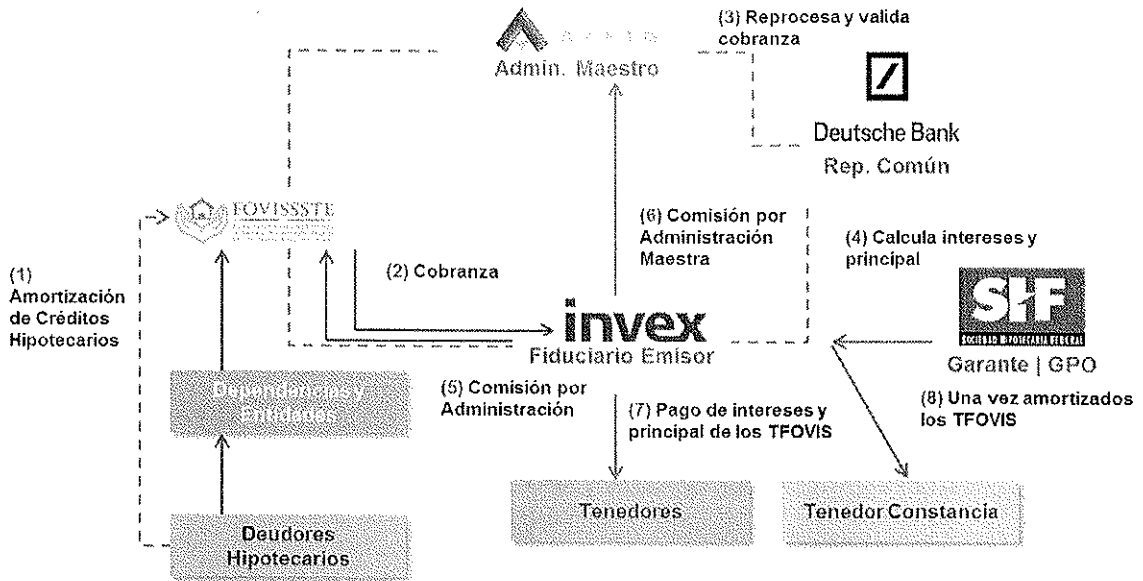 (3) Reprocesa y valida
cobranza
Admin. Maestro
Deutsche Bank
Rep. Común
FOVISSSTE
(6) Comisión por
Administración
Maestra
(4) Calcula intereses y
principal
(1)
Amortización
de Créditos
Hipotecarios
(2) Cobranza
invex
Fiduciario Emisor
SHF
SOCIEDAD HIPOTECARIA FEDERAL
Garante | GPO
Dependencias y
Entidades
(5) Comisión por
Administración
(7) Pago de intereses y
principal de los TFOVIS
(8) Una vez amortizados
los TFOVIS
Tenedores
Tenedor Constancia
Deudores
Hipotecarios